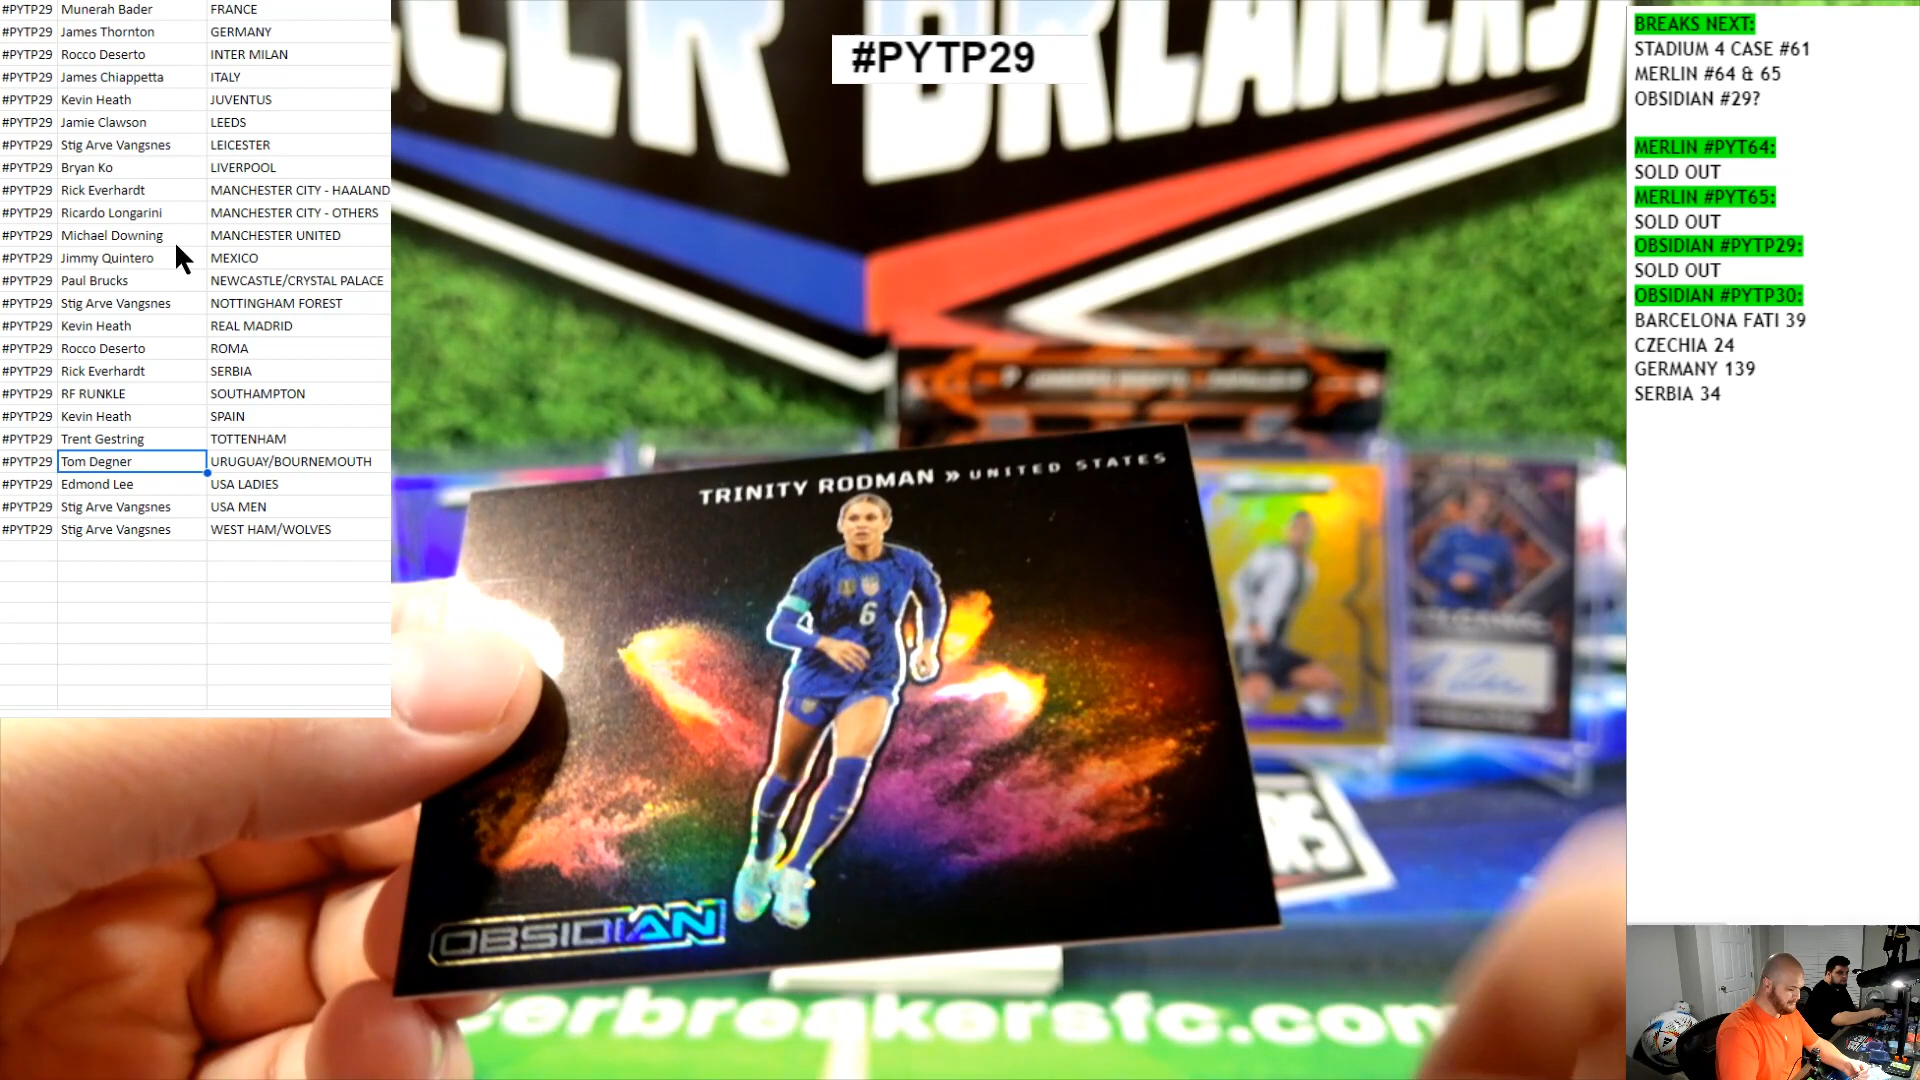 #PYTP29 Munerah Bader FRANCE
#PYTP29 James Thornton GERMANY
#PYTP29 Rocco Deserto INTER MILAN
#PYTP29 James Chiappetta ITALY
#PYTP29 Kevin Heath JUVENTUS
#PYTP29 Jamie Clawson LEEDS
#PYTP29 Stig Arve Vangsnes LEICESTER
#PYTP29 Bryan Ko LIVERPOOL
#PYTP29 Rick Everhardt MANCHESTER CITY - HAALAND
#PYTP29 Ricardo Longarini MANCHESTER CITY - OTHERS
#PYTP29 Michael Downing MANCHESTER UNITED
#PYTP29 Jimmy Quintero MEXICO
#PYTP29 Paul Brucks NEWCASTLE/CRYSTAL PALACE
#PYTP29 Stig Arve Vangsnes NOTTINGHAM FOREST
#PYTP29 Kevin Heath REAL MADRID
#PYTP29 Rocco Deserto ROMA
#PYTP29 Rick Everhardt SERBIA
#PYTP29 RF RUNKLE SOUTHAMPTON
#PYTP29 Kevin Heath SPAIN
#PYTP29 Trent Gestring TOTTENHAM
#PYTP29 Tom Degner URUGUAY/BOURNEMOUTH
#PYTP29 Edmond Lee USA LADIES
#PYTP29 Stig Arve Vangsnes USA MEN
#PYTP29 Stig Arve Vangsnes WEST HAM/WOLVES
#PYTP29
TRINITY RODMAN » UNITED STATES
6
OBSIDIAN
cerbreakersfc.com
BREAKS NEXT:
STADIUM 4 CASE #61
MERLIN #64 & 65
OBSIDIAN #29?
MERLIN #PYT64:
SOLD OUT
MERLIN #PYT65:
SOLD OUT
OBSIDIAN #PYTP29:
SOLD OUT
OBSIDIAN #PYTP30:
BARCELONA FATI 39
CZECHIA 24
GERMANY 139
SERBIA 34